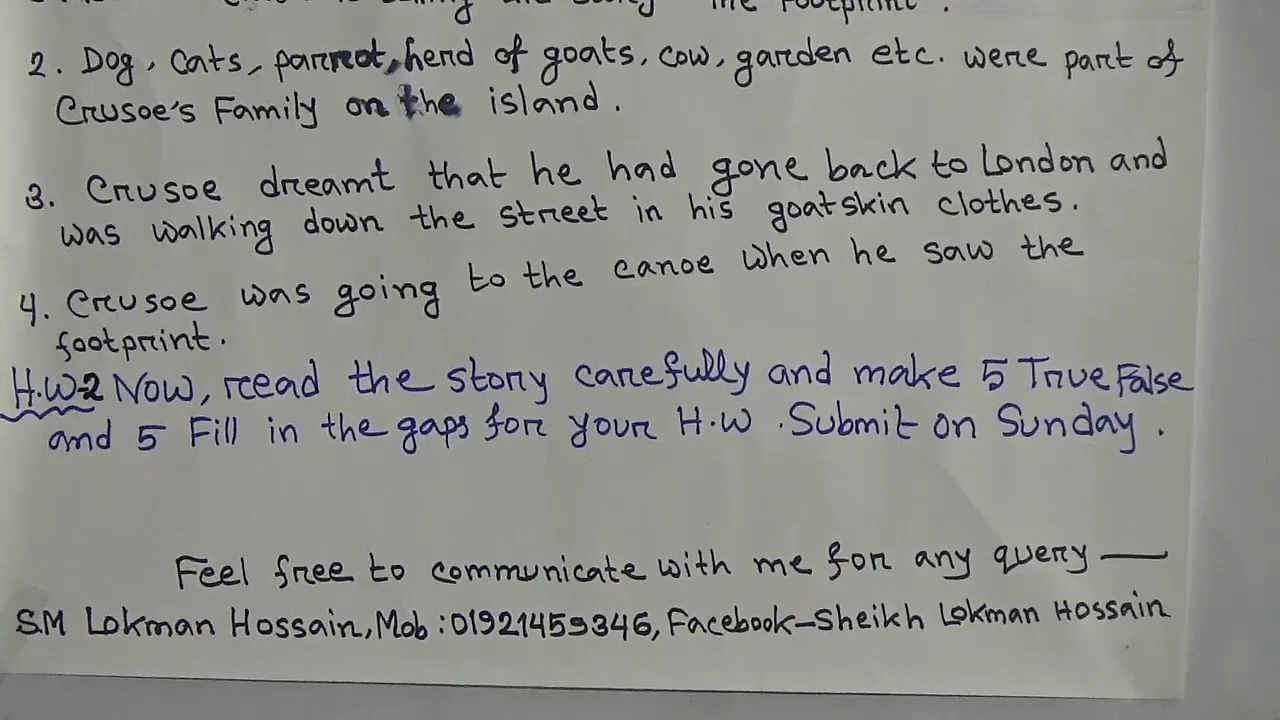 the footprint.
2. Dog, Cats, parrot, herd of goats, cow, garden etc. were part of
Crusoe's Family on the island.
3. Crusoe dreamt that he had gone back to London and
was walking down the street in his goatskin clothes.
4. Crusoe was going to the canoe when he saw the
footprint.
H.W-2 Now, read the story carefully and make 5 True False
and 5 Fill in the gaps for your H.W. Submit on Sunday.
Feel free to communicate with me for any query —
SM Lokman Hossain, Mob: 01921459346, Facebook-Sheikh Lokman Hossain